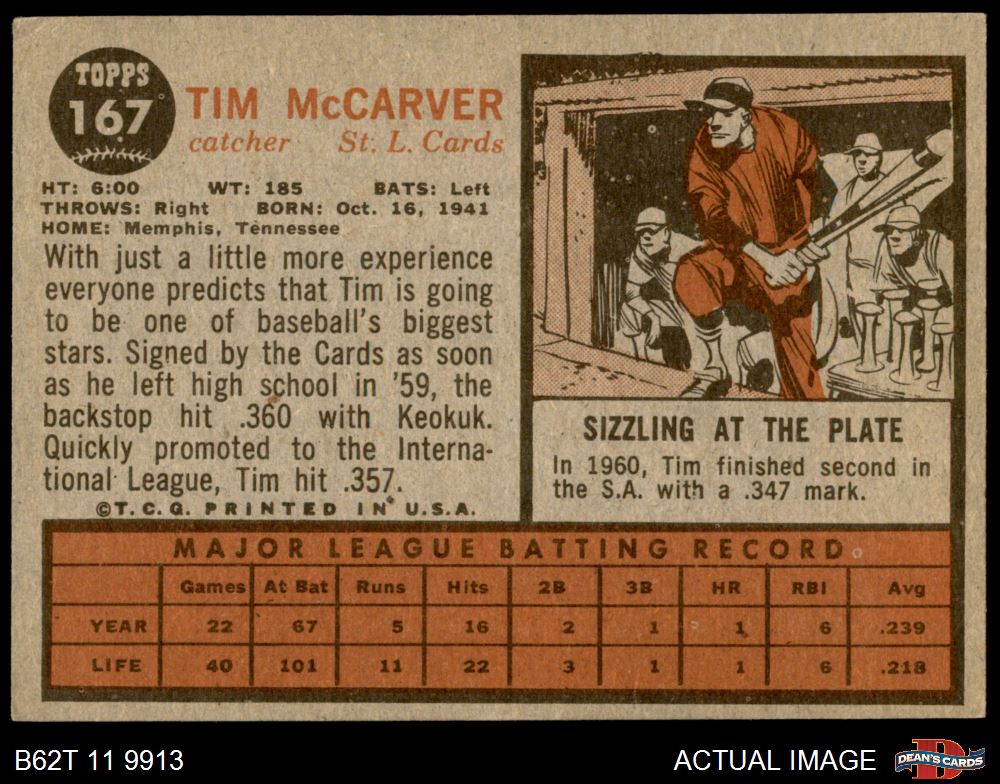 TOPPS
167
TIM McCARVER
catcher St. L. Cards
HT: 6:00 WT: 185 BATS: Left
THROWS: Right BORN: Oct. 16, 1941
HOME: Memphis, Tennessee
With just a little more experience
everyone predicts that Tim is going
to be one of baseball's biggest
stars. Signed by the Cards as soon
as he left high school in '59, the
backstop hit .360 with Keokuk.
Quickly promoted to the Interna-
tional League, Tim hit .357.
©T.C.G. PRINTED IN U.S.A.
SIZZLING AT THE PLATE
In 1960, Tim finished second in
the S.A. with a .347 mark.
MAJOR LEAGUE BATTING RECORD
Games At Bat Runs Hits 2B 3B HR RBI Avg
YEAR 22 67 5 16 2 1 1 6 .239
LIFE 40 101 11 22 3 1 1 6 .218
B62T 11 9913 ACTUAL IMAGE
DEAN'S CARDS